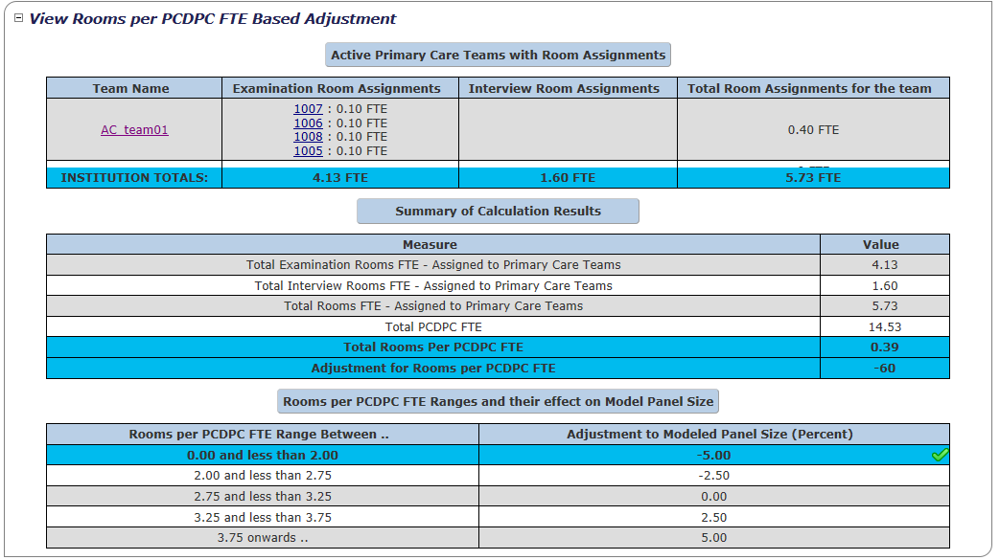 View Rooms per PCDPC FTE Based Adjustment
Active Primary Care Teams with Room Assignments
Team Name Examination Room Assignments Interview Room Assignments Total Room Assignments for the team
AC_team01
1007 : 0.10 FTE
1006 : 0.10 FTE
1008 : 0.10 FTE
1005 : 0.10 FTE
0.40 FTE
INSTITUTION TOTALS: 4.13 FTE 1.60 FTE 5.73 FTE
Summary of Calculation Results
Measure Value
Total Examination Rooms FTE - Assigned to Primary Care Teams 4.13
Total Interview Rooms FTE - Assigned to Primary Care Teams 1.60
Total Rooms FTE - Assigned to Primary Care Teams 5.73
Total PCDPC FTE 14.53
Total Rooms Per PCDPC FTE 0.39
Adjustment for Rooms per PCDPC FTE -60
Rooms per PCDPC FTE Ranges and their effect on Model Panel Size
Rooms per PCDPC FTE Range Between .. Adjustment to Modeled Panel Size (Percent)
0.00 and less than 2.00 -5.00
2.00 and less than 2.75 -2.50
2.75 and less than 3.25 0.00
3.25 and less than 3.75 2.50
3.75 onwards .. 5.00